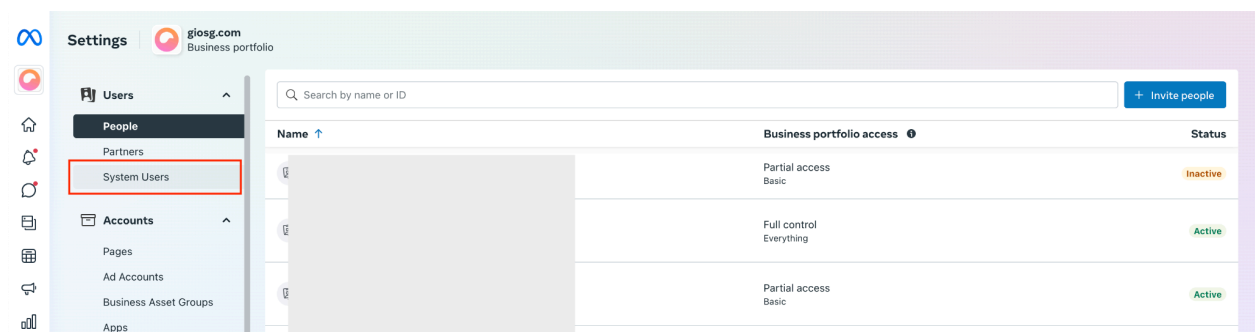 Settings
giosg.com
Business portfolio
Users
People
Partners
System Users
Accounts
Pages
Ad Accounts
Business Asset Groups
Apps
Search by name or ID
+ Invite people
Name ↑ Business portfolio access Status
Partial access
Basic
Inactive
Full control
Everything
Active
Partial access
Basic
Active